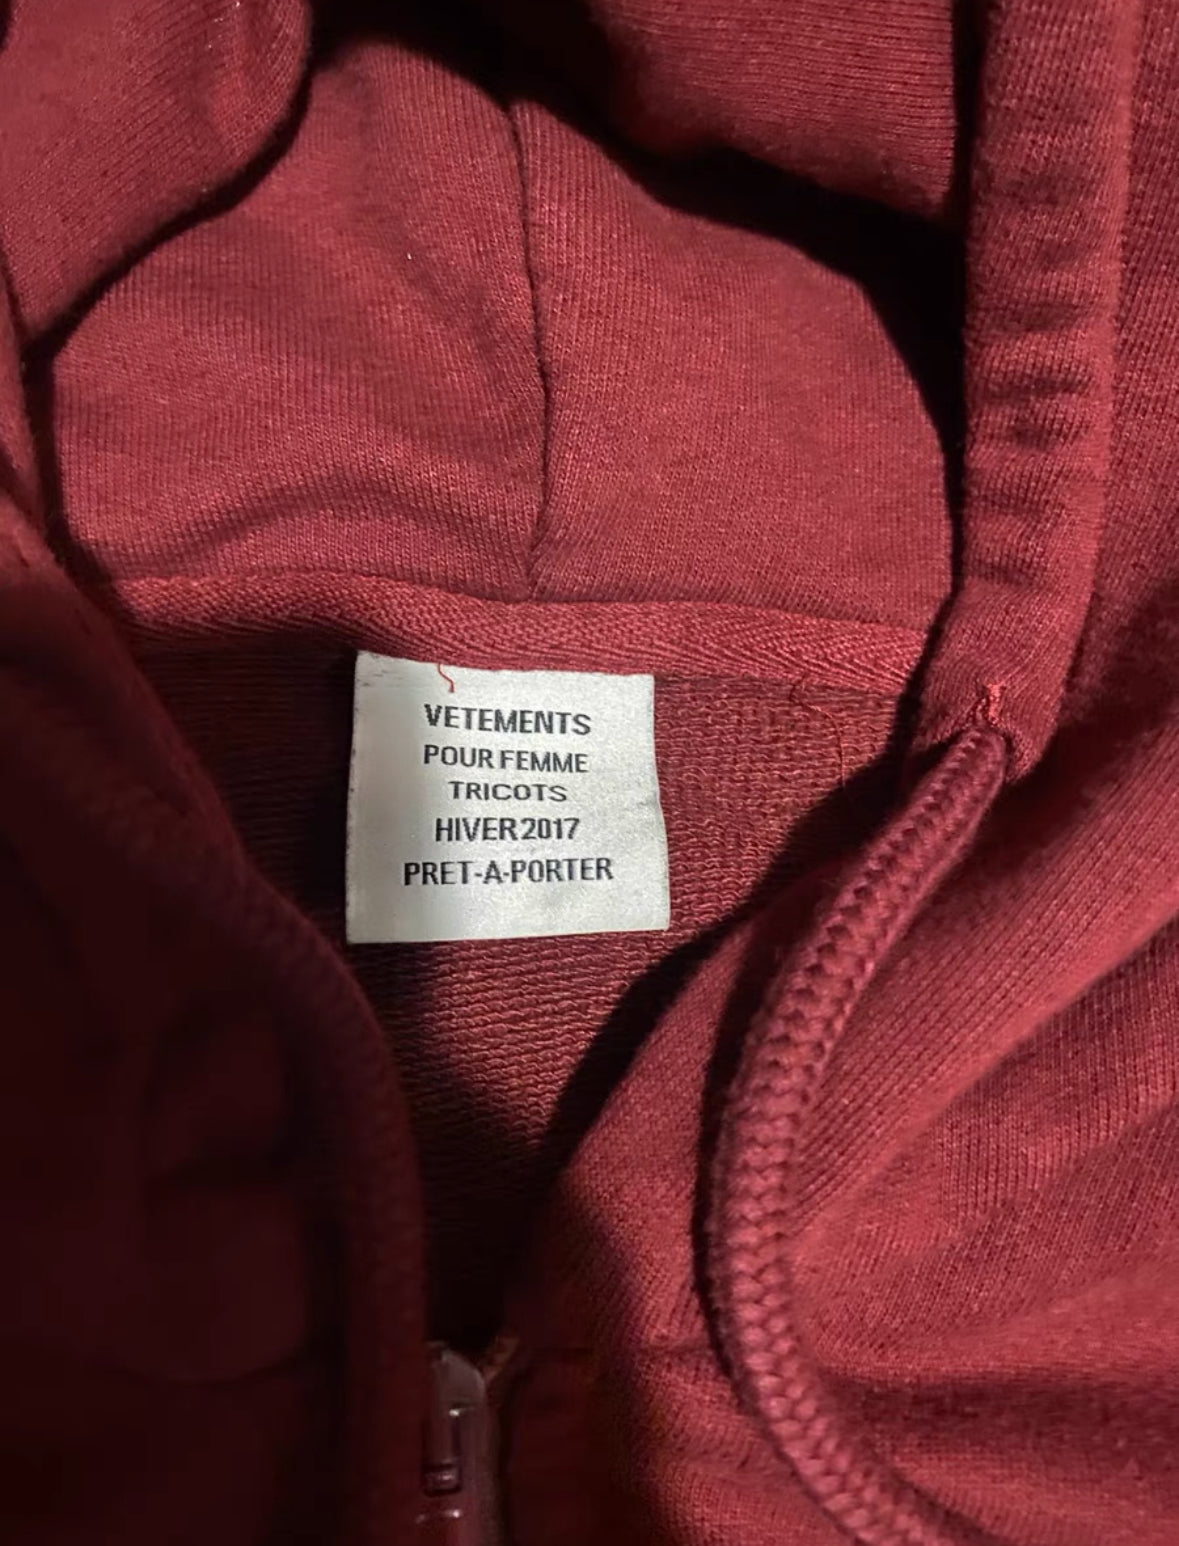 VETEMENTS
POUR FEMME
TRICOTS
HIVER 2017
PRET-A-PORTER